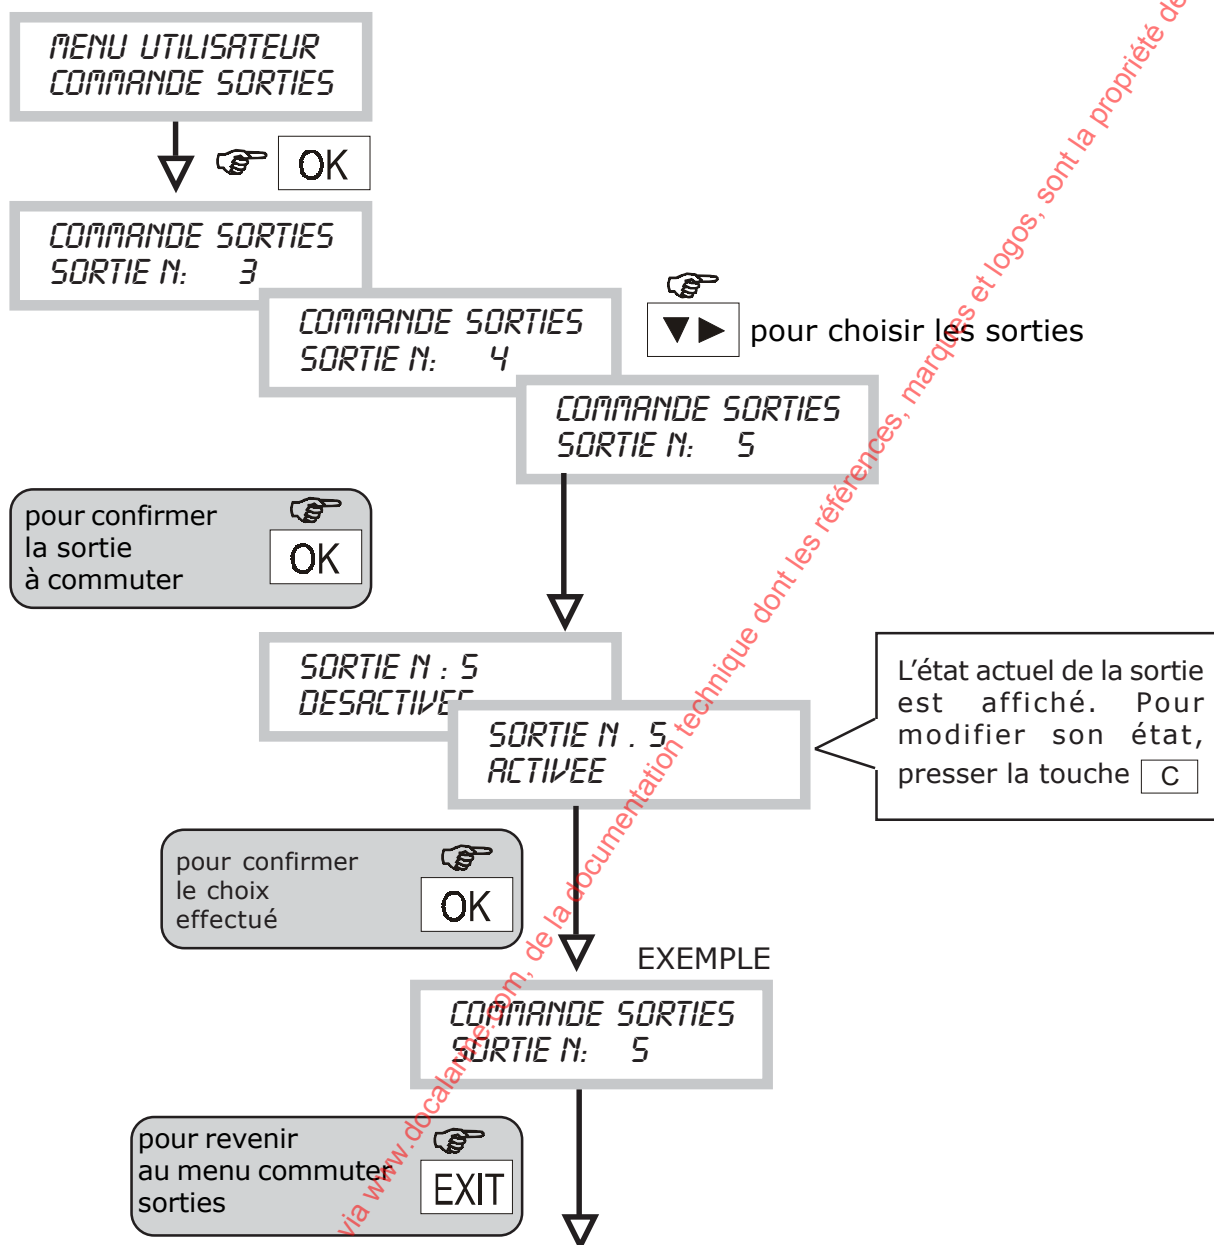 MENU UTILISATEUR
COMMANDE SORTIES
OK
COMMANDE SORTIES
SORTIE N: 3
COMMANDE SORTIES
SORTIE N: 4
▼▶ pour choisir les sorties
COMMANDE SORTIES
SORTIE N: 5
pour confirmer
la sortie
à commuter
OK
SORTIE N : 5
DESACTIVEE
SORTIE N . 5
ACTIVEE
L'état actuel de la sortie
est affiché. Pour
modifier son état,
presser la touche C
pour confirmer
le choix
effectué
OK
EXEMPLE
COMMANDE SORTIES
SORTIE N: 5
pour revenir
au menu commuter
sorties
EXIT
via www.docalarme.com, de la documentation technique dont les références, marques et logos, sont la propriété de